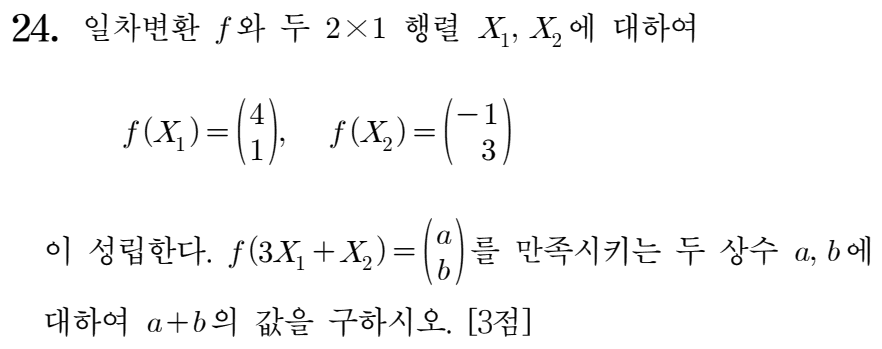 24. 일차변환 f와 두 2×1 행렬 X₁, X₂에 대하여
f(X₁)=(4 1), f(X₂)=(-1 3)
이 성립한다. f(3X₁+X₂)=(a b)를 만족시키는 두 상수 a, b에
대하여 a+b의 값을 구하시오. [3점]